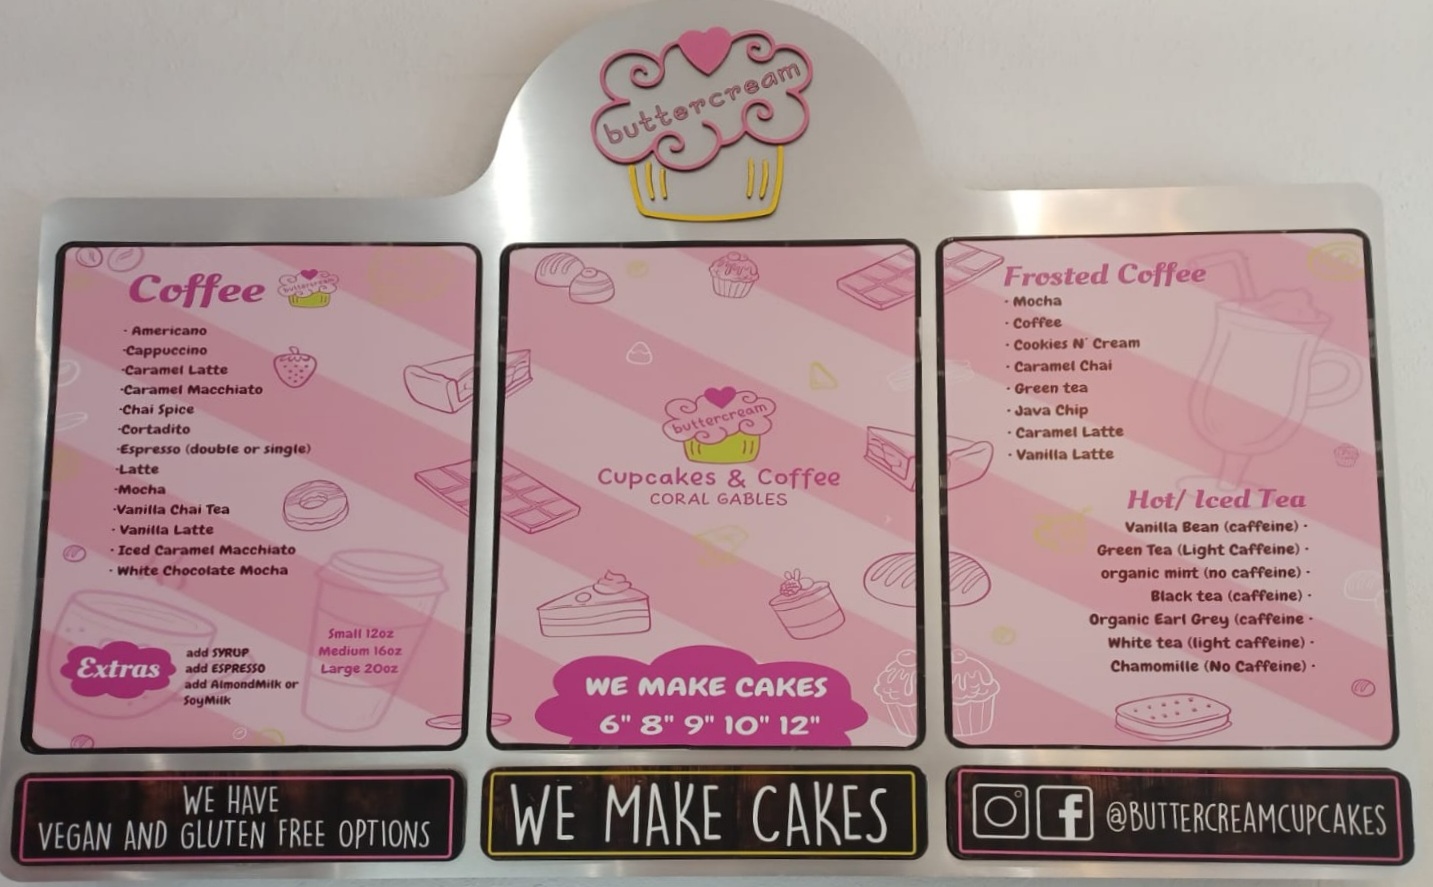 buttercream
Coffee
buttercream
· Americano
·Cappuccino
·Caramel Latte
·Caramel Macchiato
·Chai Spice
·Cortadito
·Espresso (double or single)
·Latte
·Mocha
·Vanilla Chai Tea
· Vanilla Latte
· Iced Caramel Macchiato
· White Chocolate Mocha
Extras
add SYRUP
add ESPRESSO
add AlmondMilk or
SoyMilk
Small 12oz
Medium 16oz
Large 20oz
buttercream
Cupcakes & Coffee
CORAL GABLES
WE MAKE CAKES
6" 8" 9" 10" 12"
Frosted Coffee
· Mocha
· Coffee
· Cookies N' Cream
· Caramel Chai
· Green tea
· Java Chip
· Caramel Latte
· Vanilla Latte
Hot/ Iced Tea
Vanilla Bean (caffeine) ·
Green Tea (Light Caffeine) ·
organic mint (no caffeine) ·
Black tea (caffeine) ·
Organic Earl Grey (caffeine ·
White tea (light caffeine) ·
Chamomille (No Caffeine) ·
WE HAVE
VEGAN AND GLUTEN FREE OPTIONS
WE MAKE CAKES
@BUTTERCREAMCUPCAKES